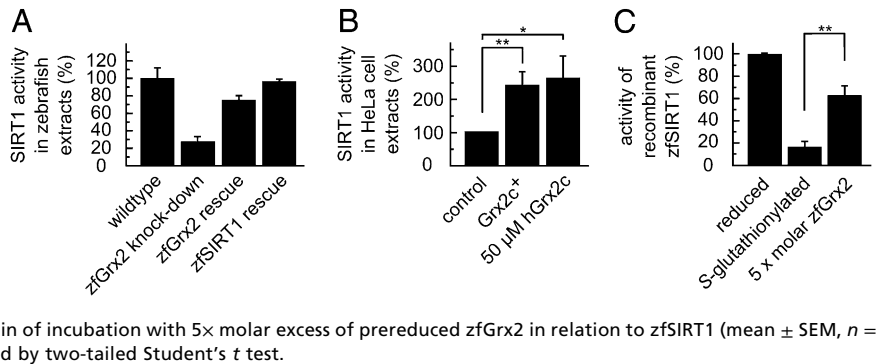 A
SIRT1 activity
in zebrafish
extracts (%)
120
100
80
60
40
20
0
wildtype
zfGrx2 knock-down
zfGrx2 rescue
zfSIRT1 rescue
B
SIRT1 activity
in HeLa cell
extracts (%)
300
200
100
0
**
*
control
Grx2c+
50 µM hGrx2c
C
activity of
recombinant
zfSIRT1 (%)
100
80
60
40
20
0
**
reduced
S-glutathionylated
5 x molar zfGrx2
in of incubation with 5× molar excess of prereduced zfGrx2 in relation to zfSIRT1 (mean ± SEM, n =
d by two-tailed Student's t test.